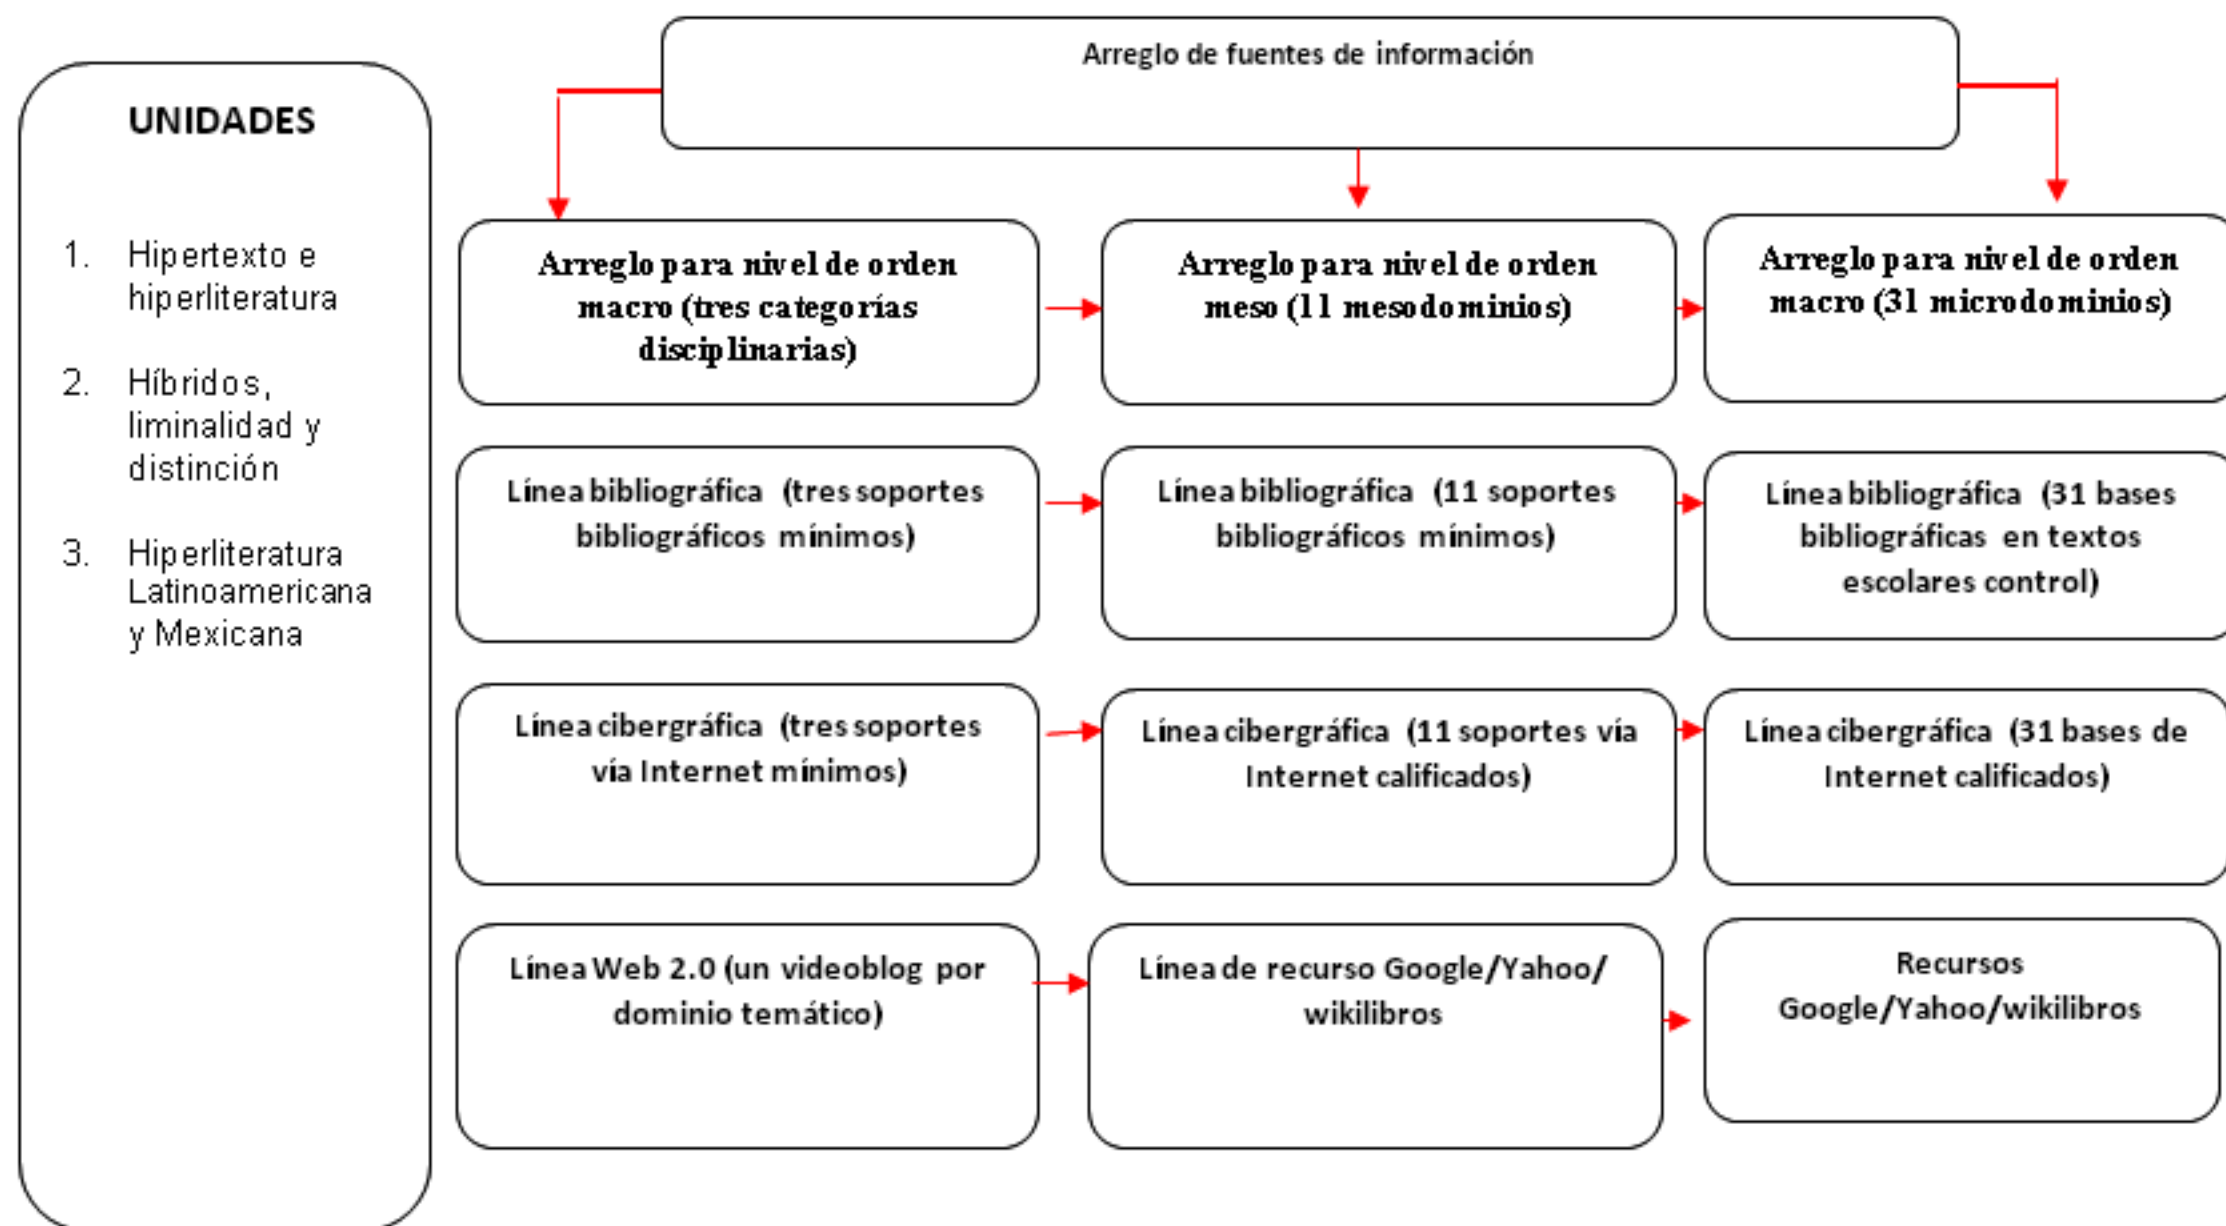 UNIDADES
1. Hipertexto e
hiperliteratura
2. Híbridos,
liminalidad y
distinción
3. Hiperliteratura
Latinoamericana
y Mexicana
Arreglo de fuentes de información
Arreglo para nivel de orden
macro (tres categorías
disciplinarias)
Arreglo para nivel de orden
meso (11 mesodominios)
Arreglo para nivel de orden
macro (31 microdominios)
Línea bibliográfica (tres soportes
bibliográficos mínimos)
Línea bibliográfica (11 soportes
bibliográficos mínimos)
Línea bibliográfica (31 bases
bibliográficas en textos
escolares control)
Línea cibergráfica (tres soportes
vía Internet mínimos)
Línea cibergráfica (11 soportes vía
Internet calificados)
Línea cibergráfica (31 bases de
Internet calificados)
Línea Web 2.0 (un videoblog por
dominio temático)
Línea de recurso Google/Yahoo/
wikilibros
Recursos
Google/Yahoo/wikilibros